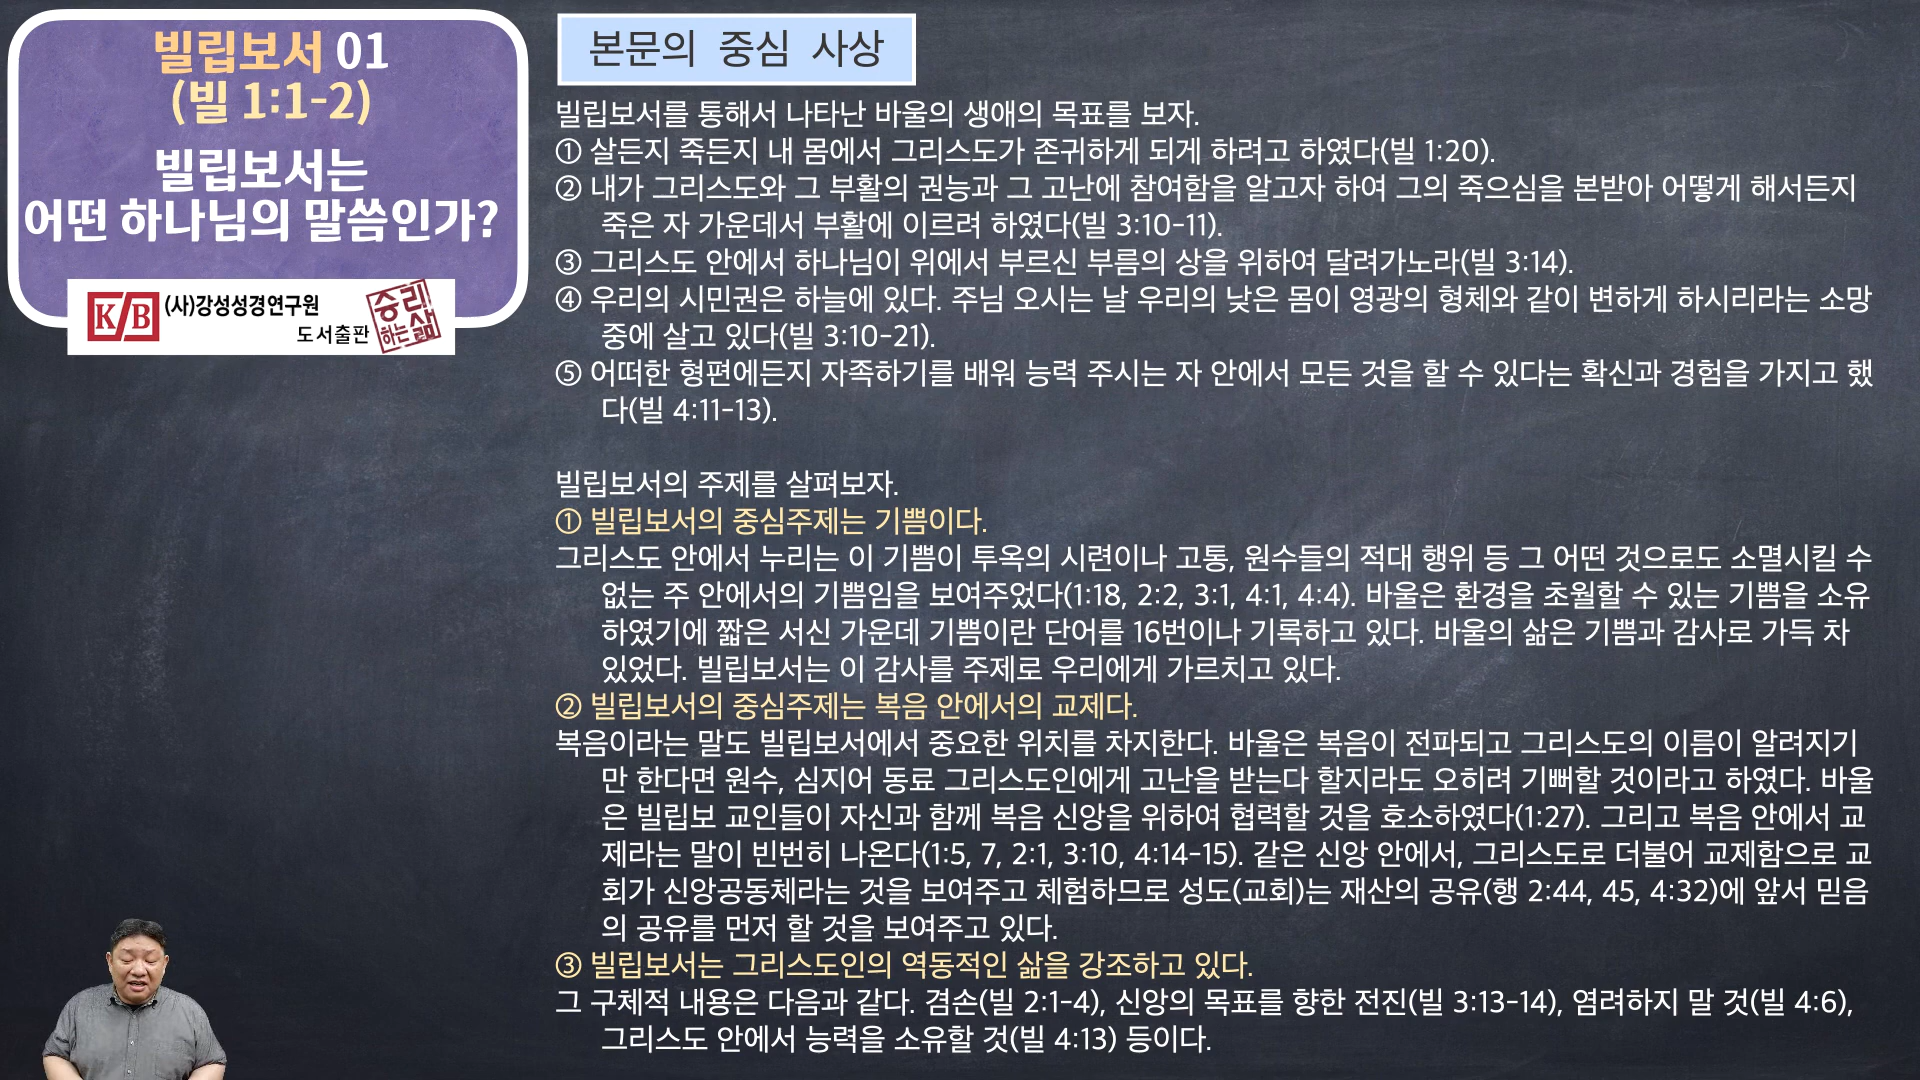 빌립보서 01
(빌 1:1-2)
빌립보서는
어떤 하나님의 말씀인가?
K/B (사)강성성경연구원
도서출판 승리하는 삶
본문의 중심 사상
빌립보서를 통해서 나타난 바울의 생애의 목표를 보자.
① 살든지 죽든지 내 몸에서 그리스도가 존귀하게 되게 하려고 하였다(빌 1:20).
② 내가 그리스도와 그 부활의 권능과 그 고난에 참여함을 알고자 하여 그의 죽으심을 본받아 어떻게 해서든지
죽은 자 가운데서 부활에 이르려 하였다(빌 3:10-11).
③ 그리스도 안에서 하나님이 위에서 부르신 부름의 상을 위하여 달려가노라(빌 3:14).
④ 우리의 시민권은 하늘에 있다. 주님 오시는 날 우리의 낮은 몸이 영광의 형체와 같이 변하게 하시리라는 소망
중에 살고 있다(빌 3:10-21).
⑤ 어떠한 형편에든지 자족하기를 배워 능력 주시는 자 안에서 모든 것을 할 수 있다는 확신과 경험을 가지고 했
다(빌 4:11-13).
빌립보서의 주제를 살펴보자.
① 빌립보서의 중심주제는 기쁨이다.
그리스도 안에서 누리는 이 기쁨이 투옥의 시련이나 고통, 원수들의 적대 행위 등 그 어떤 것으로도 소멸시킬 수
없는 주 안에서의 기쁨임을 보여주었다(1:18, 2:2, 3:1, 4:1, 4:4). 바울은 환경을 초월할 수 있는 기쁨을 소유
하였기에 짧은 서신 가운데 기쁨이란 단어를 16번이나 기록하고 있다. 바울의 삶은 기쁨과 감사로 가득 차
있었다. 빌립보서는 이 감사를 주제로 우리에게 가르치고 있다.
② 빌립보서의 중심주제는 복음 안에서의 교제다.
복음이라는 말도 빌립보서에서 중요한 위치를 차지한다. 바울은 복음이 전파되고 그리스도의 이름이 알려지기
만 한다면 원수, 심지어 동료 그리스도인에게 고난을 받는다 할지라도 오히려 기뻐할 것이라고 하였다. 바울
은 빌립보 교인들이 자신과 함께 복음 신앙을 위하여 협력할 것을 호소하였다(1:27). 그리고 복음 안에서 교
제라는 말이 빈번히 나온다(1:5, 7, 2:1, 3:10, 4:14-15). 같은 신앙 안에서, 그리스도로 더불어 교제함으로 교
회가 신앙공동체라는 것을 보여주고 체험하므로 성도(교회)는 재산의 공유(행 2:44, 45, 4:32)에 앞서 믿음
의 공유를 먼저 할 것을 보여주고 있다.
③ 빌립보서는 그리스도인의 역동적인 삶을 강조하고 있다.
그 구체적 내용은 다음과 같다. 겸손(빌 2:1-4), 신앙의 목표를 향한 전진(빌 3:13-14), 염려하지 말 것(빌 4:6),
그리스도 안에서 능력을 소유할 것(빌 4:13) 등이다.